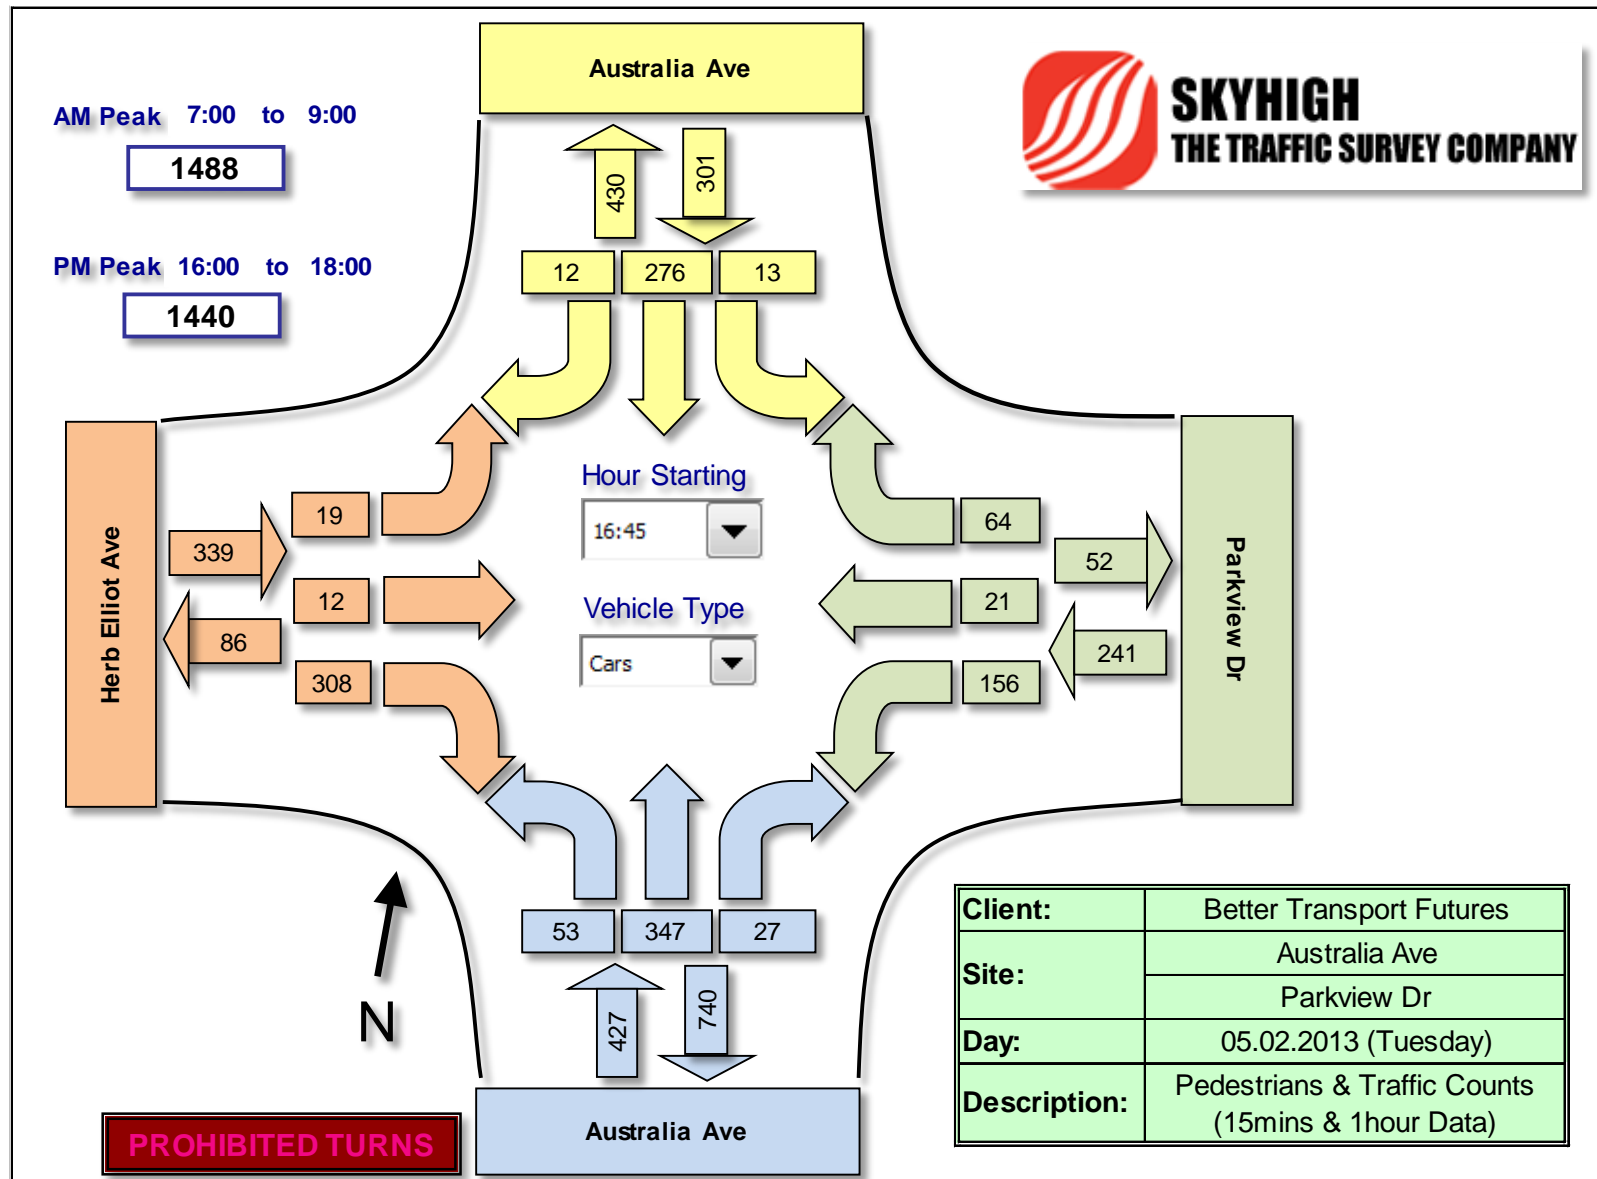 Australia Ave
SKYHIGH
THE TRAFFIC SURVEY COMPANY
AM Peak 7:00 to 9:00
1488
PM Peak 16:00 to 18:00
1440
430
301
12 276 13
Hour Starting
16:45
Vehicle Type
Cars
Herb Elliot Ave
339
86
19
12
308
64
21
156
52
241
Parkview Dr
53 347 27
427
740
N
Australia Ave
PROHIBITED TURNS
Client: Better Transport Futures
Site: Australia Ave
Parkview Dr
Day: 05.02.2013 (Tuesday)
Description: Pedestrians & Traffic Counts
(15mins & 1hour Data)